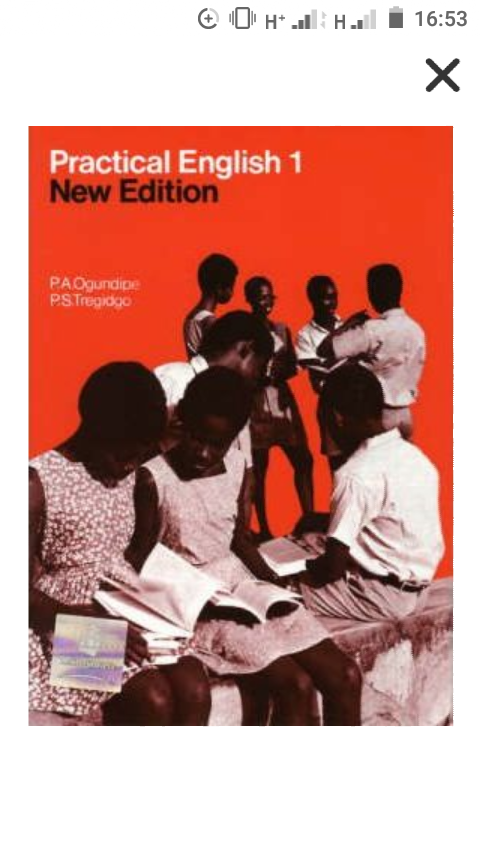 H+ H 16:53
Practical English 1
New Edition
P.A.Ogundipe
P.S.Tregidgo